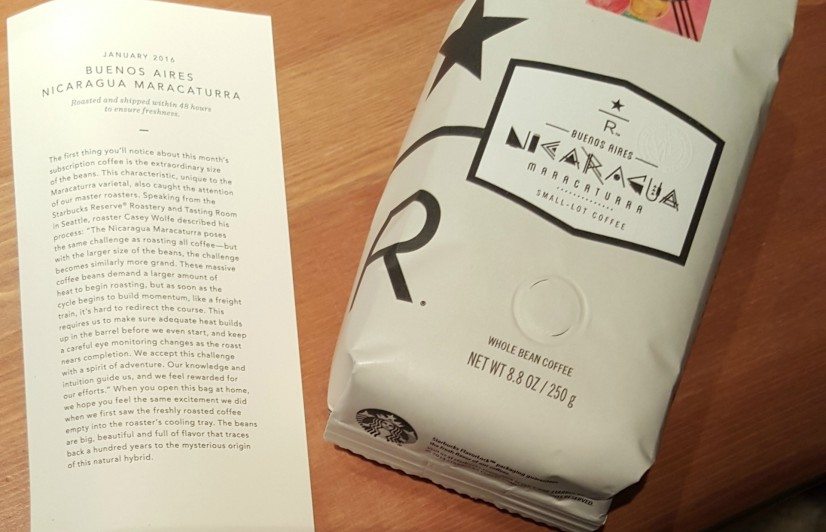 JANUARY 2016
BUENOS AIRES
NICARAGUA MARACATURRA
Roasted and shipped within 48 hours
to ensure freshness.
The first thing you'll notice about this month's
subscription coffee is the extraordinary size
of the beans. This characteristic, unique to the
Maracaturra varietal, also caught the attention
of our master roasters. Speaking from the
Starbucks Reserve® Roastery and Tasting Room
in Seattle, roaster Casey Wolfe described his
process: "The Nicaragua Maracaturra poses
the same challenge as roasting all coffee—but
with the larger size of the beans, the challenge
becomes similarly more grand. These massive
coffee beans demand a larger amount of
heat to begin roasting, but as soon as the
cycle begins to build momentum, like a freight
train, it's hard to redirect the course. This
requires us to make sure adequate heat builds
up in the barrel before we even start, and keep
a careful eye monitoring changes as the roast
nears completion. We accept this challenge
with a spirit of adventure. Our knowledge and
intuition guide us, and we feel rewarded for
our efforts." When you open this bag at home,
we hope you feel the same excitement we did
when we first saw the freshly roasted coffee
empty into the roaster's cooling tray. The beans
are big, beautiful and full of flavor that traces
back a hundred years to the mysterious origin
of this natural hybrid.
R™
BUENOS AIRES
NICARAGUA
MARACATURRA
SMALL-LOT COFFEE
R.
WHOLE BEAN COFFEE
NET WT 8.8 OZ / 250 g
Starbucks FlavorLock™ packaging guarantees
the fresh flavor of our coffee.